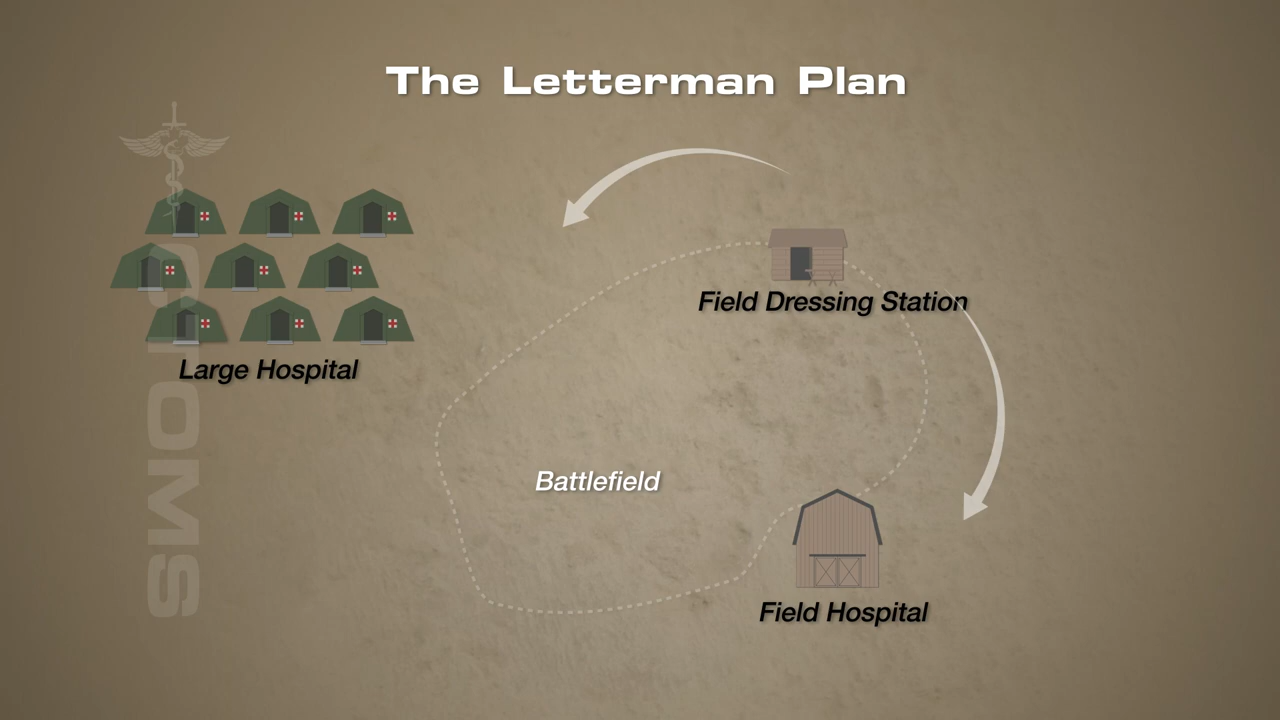 The Letterman Plan
Large Hospital
Field Dressing Station
Battlefield
Field Hospital